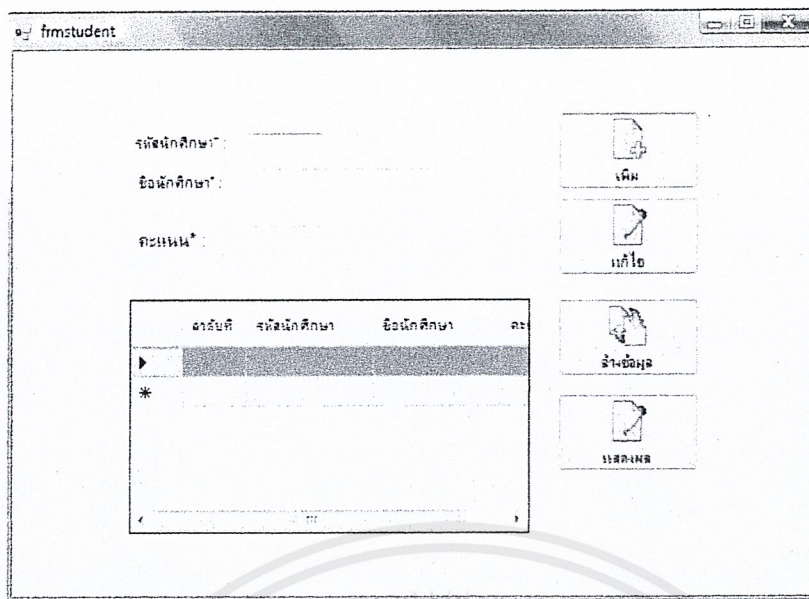 frmstudent
รหัสนักศึกษา* :
ชื่อนักศึกษา* :
คะแนน* :
เพิ่ม
แก้ไข
ลำดับที่ รหัสนักศึกษา ชื่อนักศึกษา คะ
ล้างข้อมูล
แสดงผล